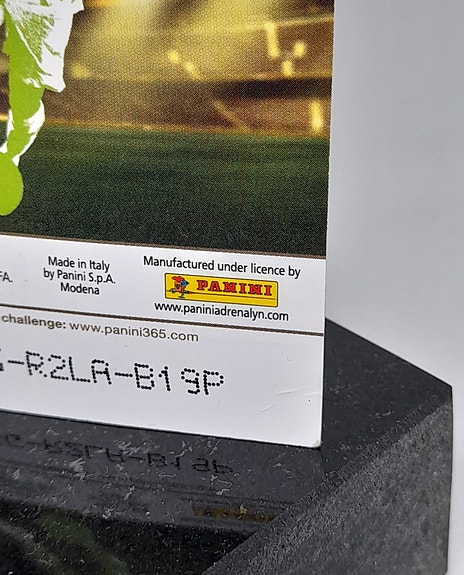 FA.
Made in Italy
by Panini S.p.A.
Modena
Manufactured under licence by
PANINI
www.paniniadrenalyn.com
challenge: www.panini365.com
-R2LA-B19P